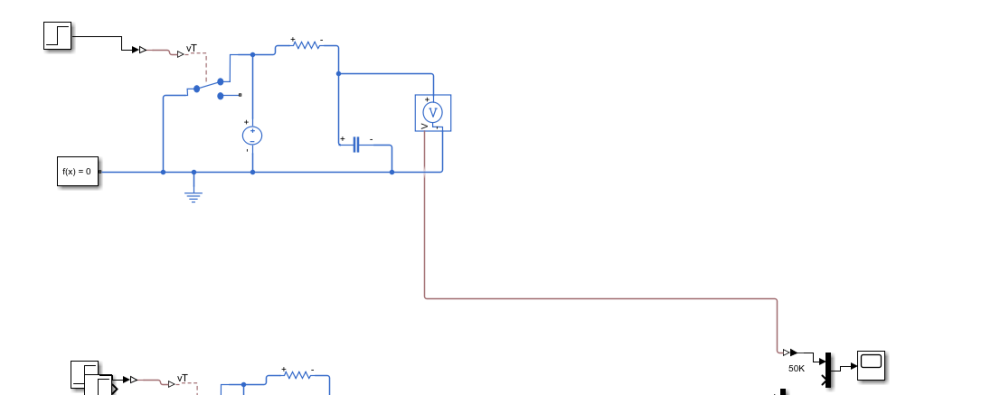 vT
+ -
+
V
+
-
+ -
f(x) = 0
50K
vT
+ -